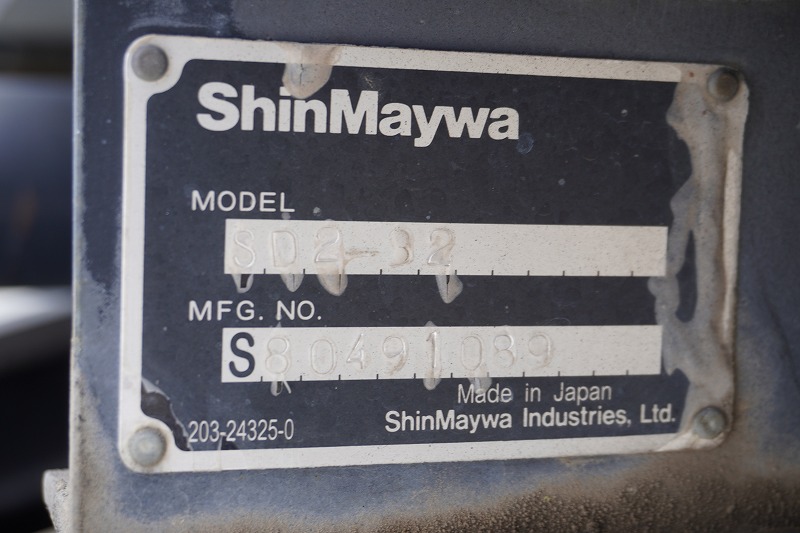 ShinMaywa
MODEL
SD2-32
MFG. NO.
S80491089
Made in Japan
203-24325-0
ShinMaywa Industries, Ltd.